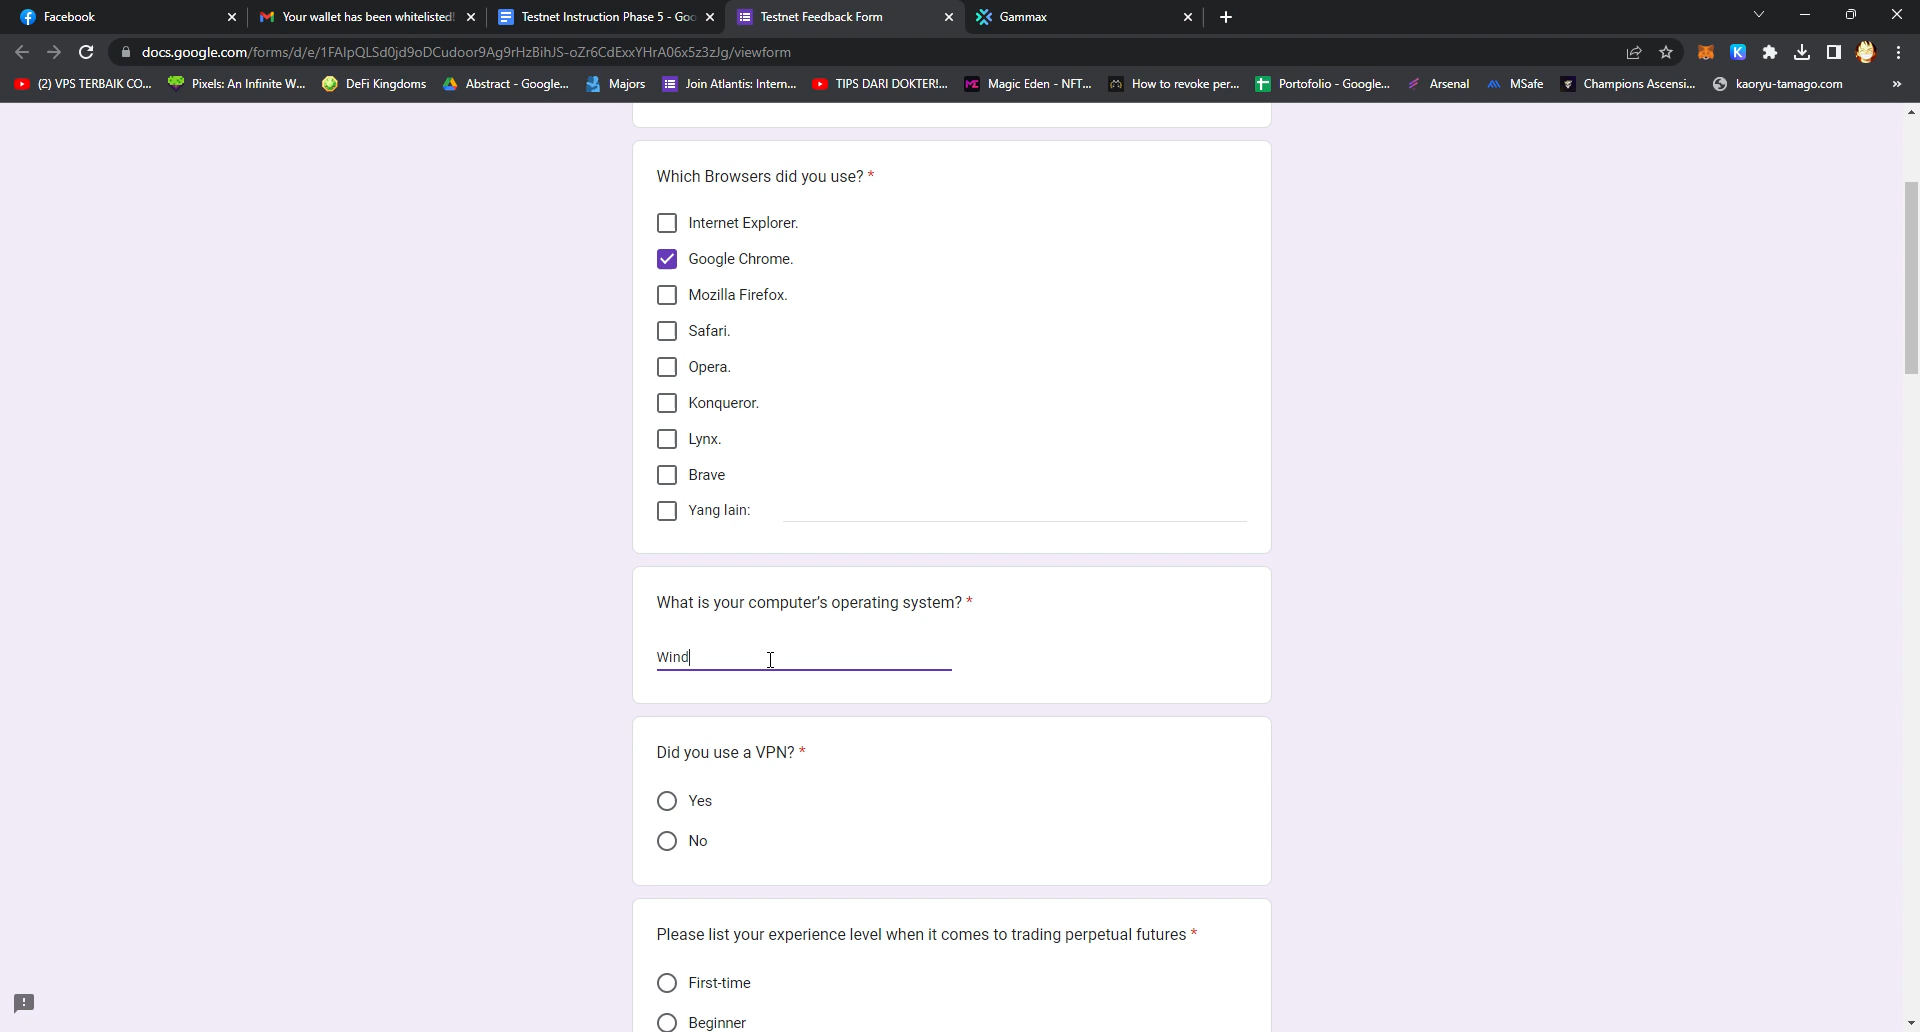 Facebook
Your wallet has been whitelisted!
Testnet Instruction Phase 5 - Goo
Testnet Feedback Form
Gammax
docs.google.com/forms/d/e/1FAIpQLSd0jd9oDCudoor9Ag9rHzBihJS-oZr6CdExxYHrA06x5z3zJg/viewform
(2) VPS TERBAIK CO...
Pixels: An Infinite W...
DeFi Kingdoms
Abstract - Google...
Majors
Join Atlantis: Intern...
TIPS DARI DOKTER!...
Magic Eden - NFT...
How to revoke per...
Portofolio - Google...
Arsenal
MSafe
Champions Ascensi...
kaoryu-tamago.com
Which Browsers did you use? *
Internet Explorer.
Google Chrome.
Mozilla Firefox.
Safari.
Opera.
Konqueror.
Lynx.
Brave
Yang lain:
What is your computer's operating system? *
Wind
Did you use a VPN? *
Yes
No
Please list your experience level when it comes to trading perpetual futures *
First-time
Beginner